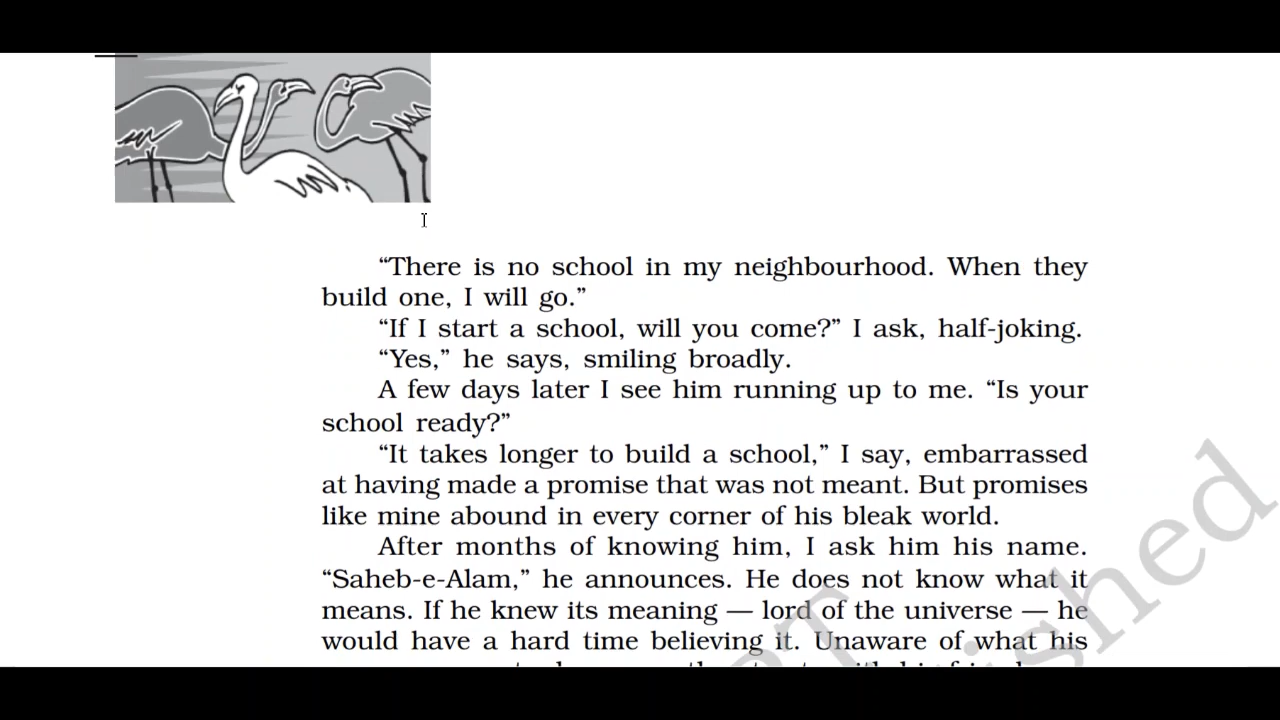 “There is no school in my neighbourhood. When they
build one, I will go.”
“If I start a school, will you come?” I ask, half-joking.
“Yes,” he says, smiling broadly.
A few days later I see him running up to me. “Is your
school ready?”
“It takes longer to build a school,” I say, embarrassed
at having made a promise that was not meant. But promises
like mine abound in every corner of his bleak world.
After months of knowing him, I ask him his name.
“Saheb-e-Alam,” he announces. He does not know what it
means. If he knew its meaning — lord of the universe — he
would have a hard time believing it. Unaware of what his